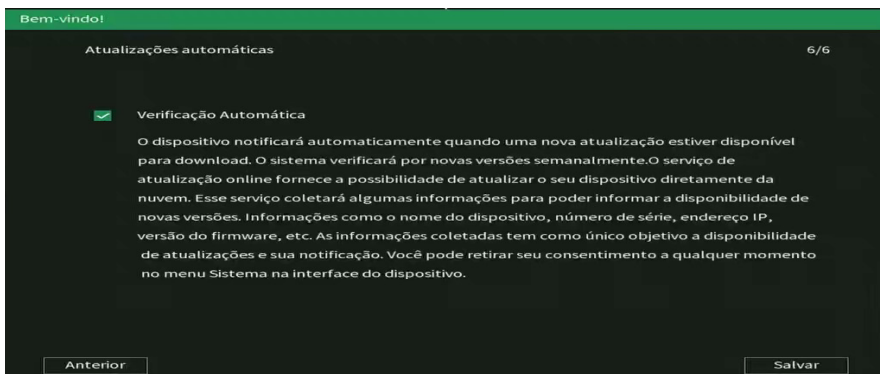 Bem-vindo!
Atualizações automáticas 6/6
Verificação Automática
O dispositivo notificará automaticamente quando uma nova atualização estiver disponível
para download. O sistema verificará por novas versões semanalmente.O serviço de
atualização online fornece a possibilidade de atualizar o seu dispositivo diretamente da
nuvem. Esse serviço coletará algumas informações para poder informar a disponibilidade de
novas versões. Informações como o nome do dispositivo, número de série, endereço IP,
versão do firmware, etc. As informações coletadas tem como único objetivo a disponibilidade
de atualizações e sua notificação. Você pode retirar seu consentimento a qualquer momento
no menu Sistema na interface do dispositivo.
Anterior Salvar